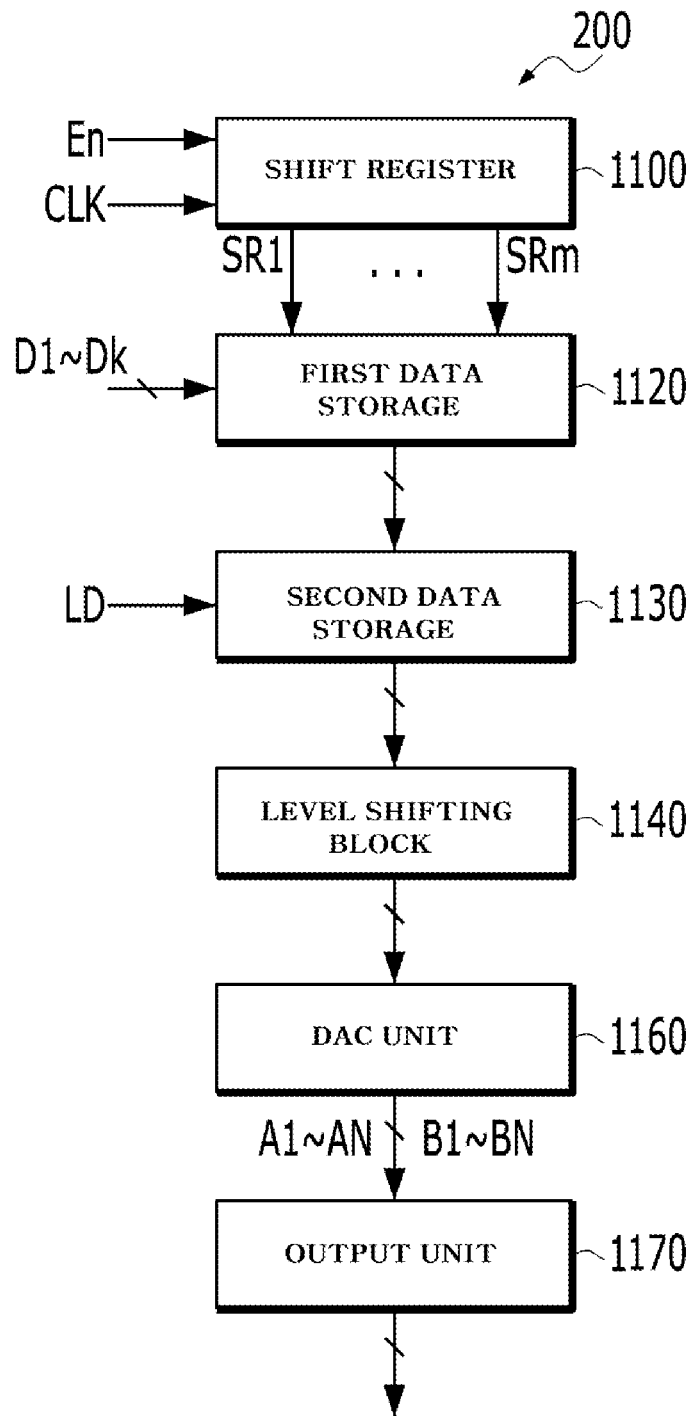 200
En
CLK
SHIFT REGISTER
1100
SR1 ... SRm
D1~Dk
FIRST DATA
STORAGE
1120
LD
SECOND DATA
STORAGE
1130
LEVEL SHIFTING
BLOCK
1140
DAC UNIT
1160
A1~AN B1~BN
OUTPUT UNIT
1170